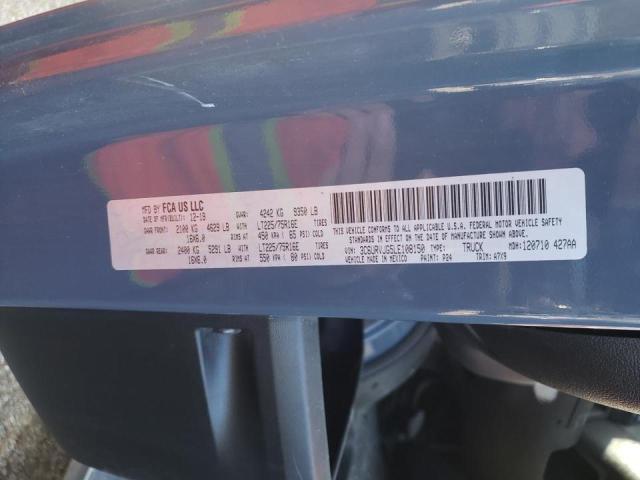 MFD BY FCA US LLC
DATE OF MFR(BUILT): 12-19 GVWR: 4242 KG 9350 LB
GAWR FRONT: 2100 KG 4629 LB LT225/75R16E TIRES
16X6.0 RIMS AT 450 KPA ( 65 PSI) COLD
GAWR REAR: 2400 KG 5291 LB LT225/75R16E TIRES
16X6.0 RIMS AT 550 KPA ( 80 PSI) COLD
THIS VEHICLE CONFORMS TO ALL APPLICABLE U.S.A. FEDERAL MOTOR VEHICLE SAFETY
STANDARDS IN EFFECT ON THE DATE OF MANUFACTURE SHOWN ABOVE.
VIN: 3C6URVJG5LE108150 TYPE: TRUCK MDH: 120710 427AA
MADE IN MEXICO PAINT: P24 TRIM: A7X9